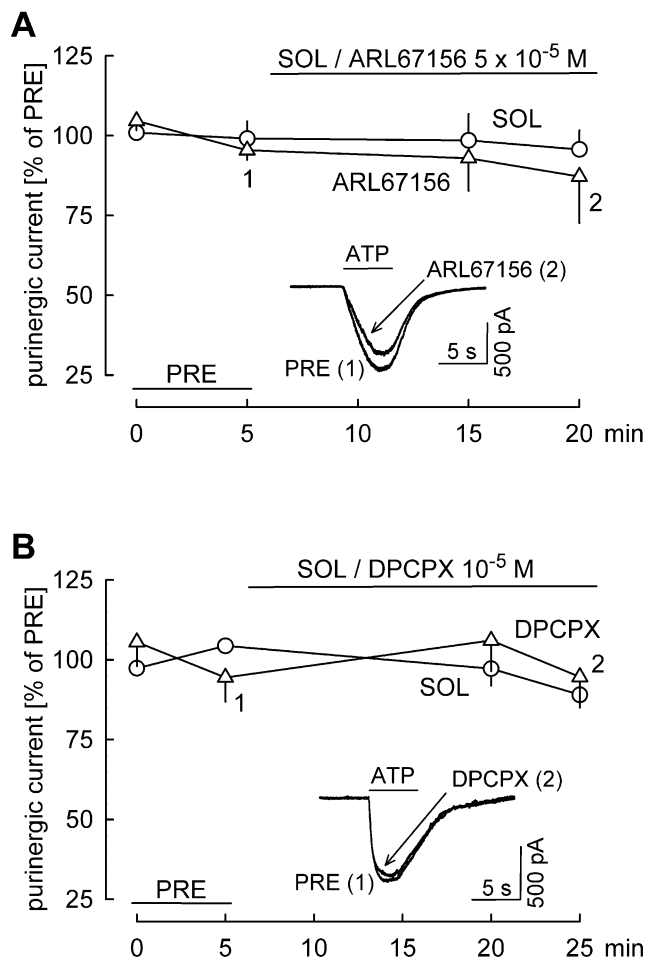 A
125
SOL / ARL67156 5 x 10⁻⁵ M
100
SOL
1
ARL67156
2
75
purinergic current [% of PRE]
ATP
ARL67156 (2)
50
5 s
500 pA
PRE (1)
25
PRE
0 5 10 15 20 min
B
125
SOL / DPCPX 10⁻⁵ M
DPCPX
100
2
SOL
1
75
purinergic current [% of PRE]
ATP
DPCPX (2)
50
PRE (1)
5 s
500 pA
25
PRE
0 5 10 15 20 25 min